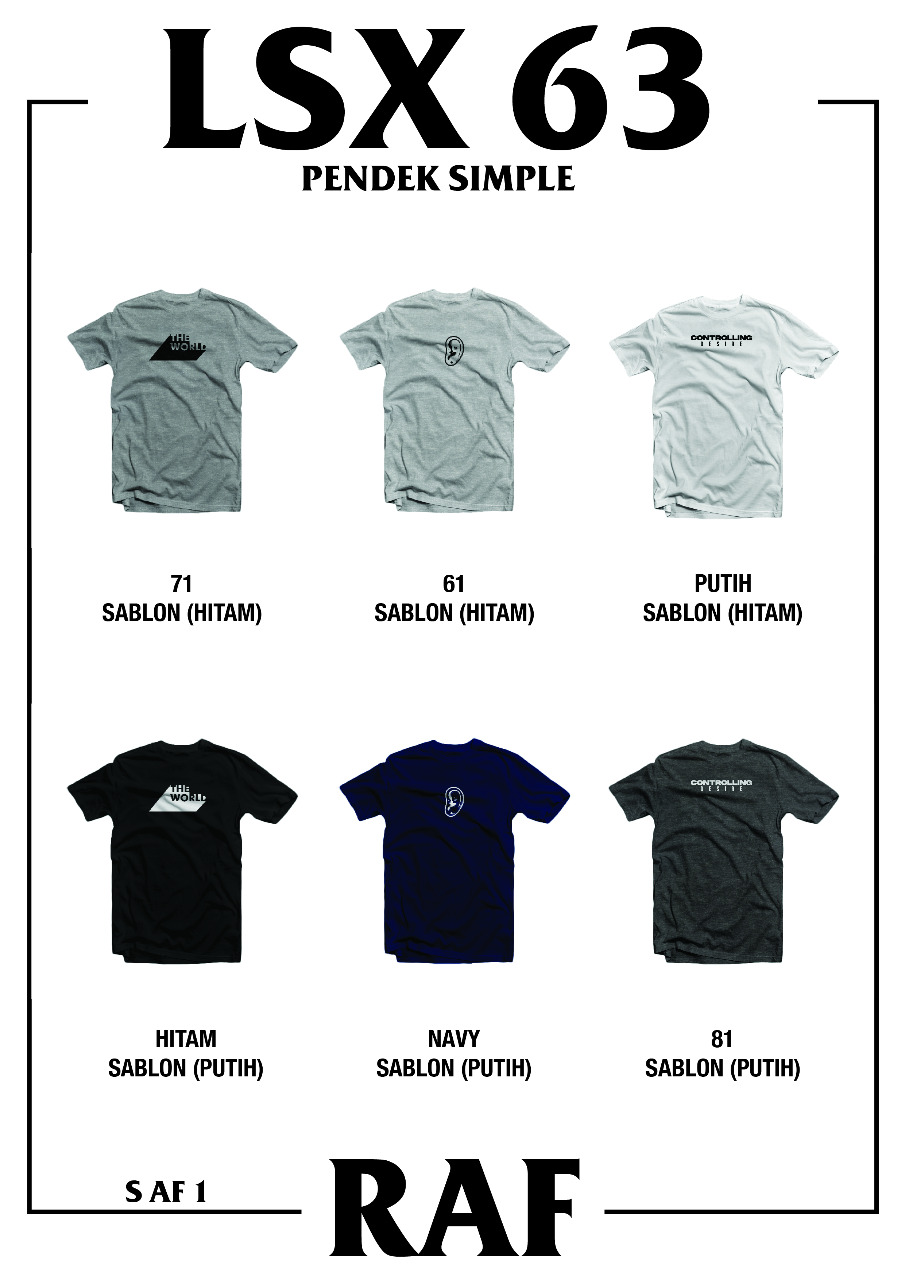 LSX 63
PENDEK SIMPLE
THE
WORLD
CONTROLLING
DESIRE
71
SABLON (HITAM)
61
SABLON (HITAM)
PUTIH
SABLON (HITAM)
THE
WORLD
CONTROLLING
DESIRE
HITAM
SABLON (PUTIH)
NAVY
SABLON (PUTIH)
81
SABLON (PUTIH)
S AF 1
RAF